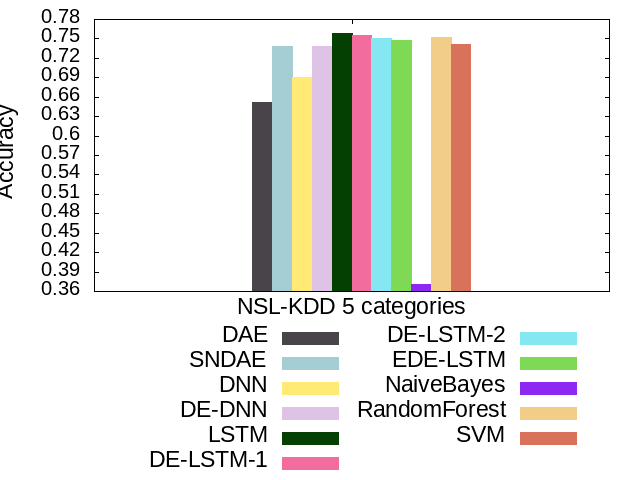 0.78
0.75
0.72
0.69
0.66
0.63
0.6
0.57
0.54
0.51
0.48
0.45
0.42
0.39
0.36
Accuracy
NSL-KDD 5 categories
DAE
SNDAE
DNN
DE-DNN
LSTM
DE-LSTM-1
DE-LSTM-2
EDE-LSTM
NaiveBayes
RandomForest
SVM